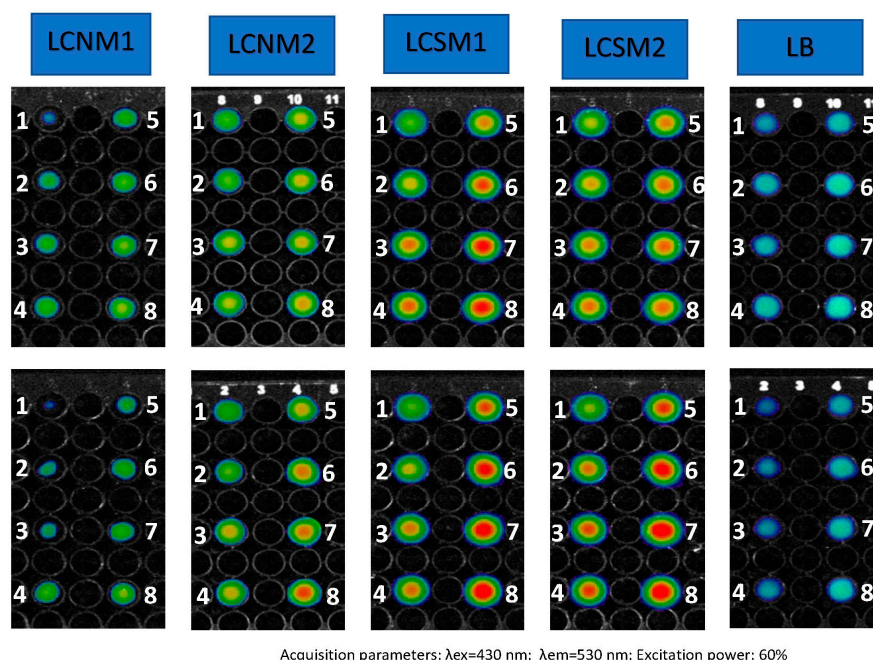 LCNM1 LCNM2 LCSM1 LCSM2 LB
8 9 10 11 8 9 10 11
1 5 1 5 1 5 1 5 1 5
2 6 2 6 2 6 2 6 2 6
3 7 3 7 3 7 3 7 3 7
4 8 4 8 4 8 4 8 4 8
2 3 4 5 2 3 4
1 5 1 5 1 5 1 5 1 5
2 6 2 6 2 6 2 6 2 6
3 7 3 7 3 7 3 7 3 7
4 8 4 8 4 8 4 8 4 8
Acquisition parameters: λex=430 nm; λem=530 nm; Excitation power: 60%